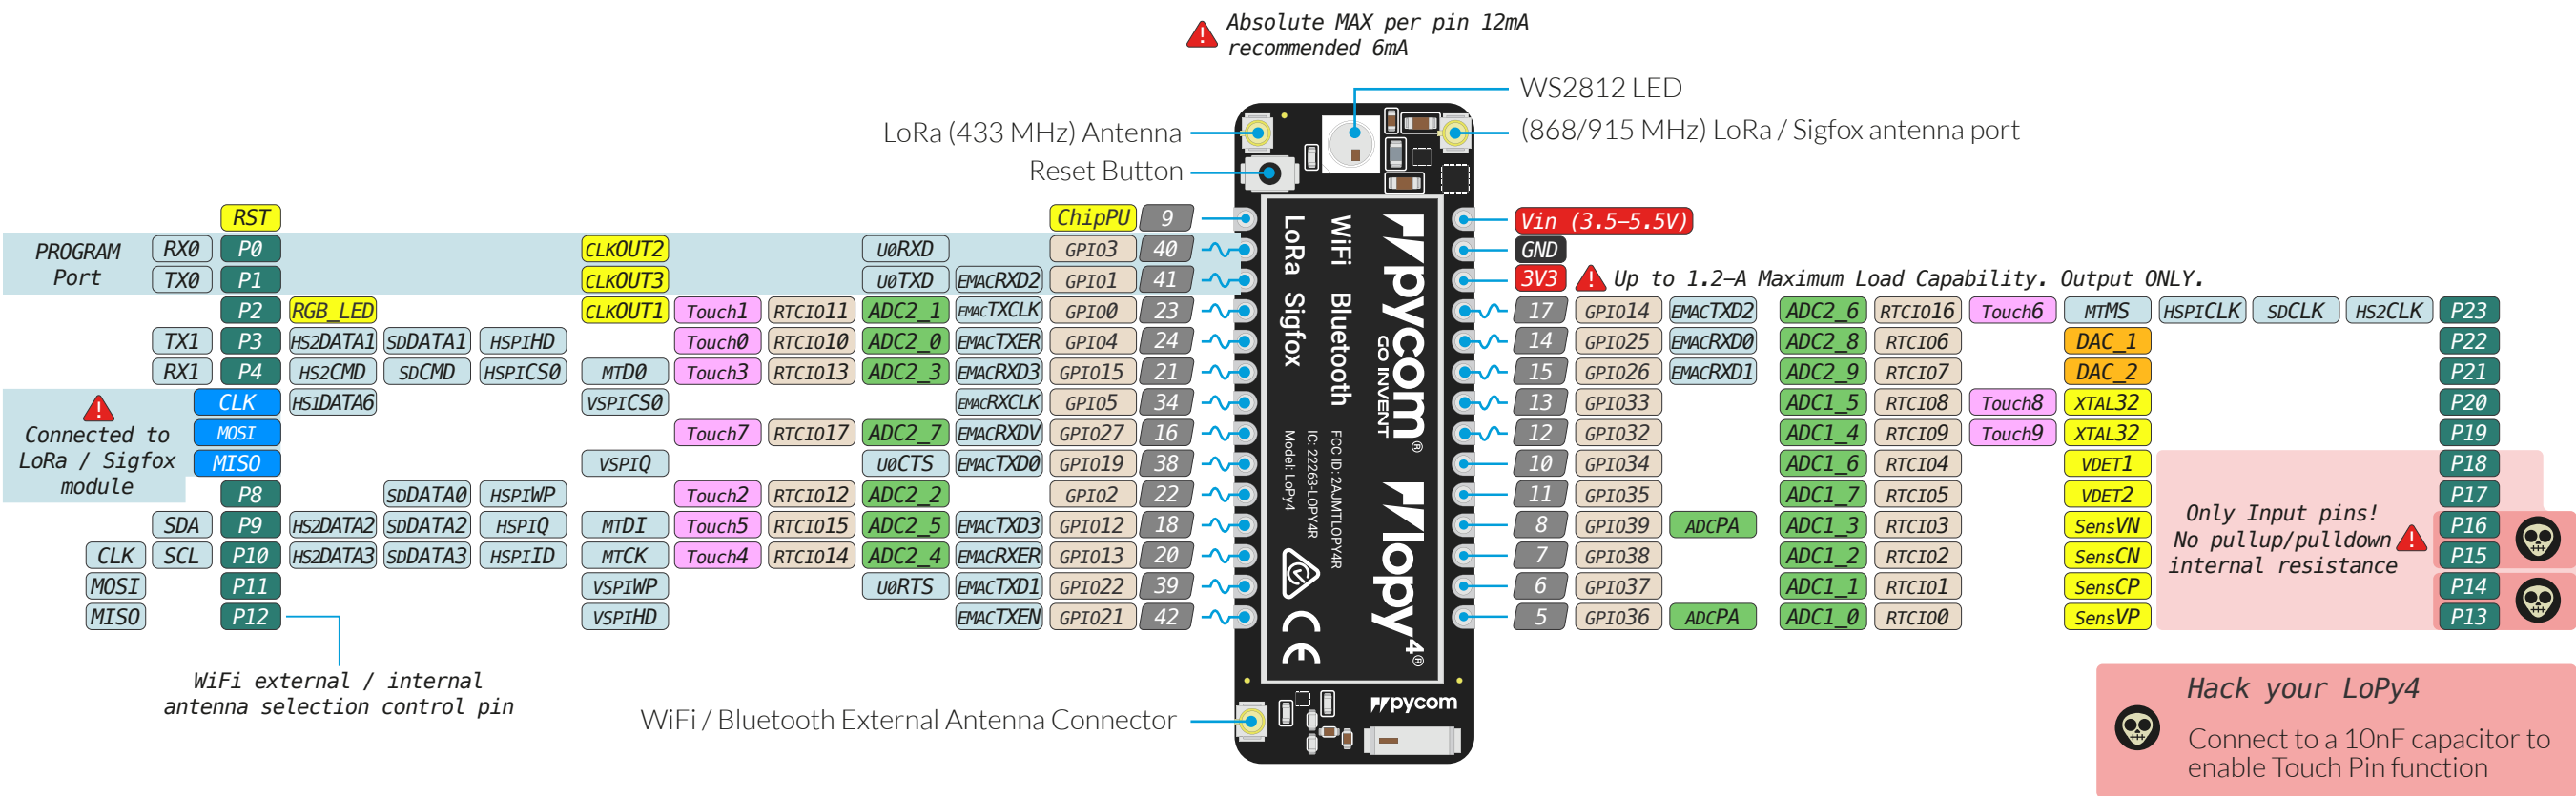 Absolute MAX per pin 12mA
recommended 6mA
WS2812 LED
LoRa (433 MHz) Antenna
(868/915 MHz) LoRa / Sigfox antenna port
Reset Button
RST ChipPU 9 Vin (3.5–5.5V)
PROGRAM
Port
RX0 P0 CLKOUT2 U0RXD GPIO3 40 GND
TX0 P1 CLKOUT3 U0TXD EMACRXD2 GPIO1 41 3V3 Up to 1.2–A Maximum Load Capability. Output ONLY.
P2 RGB_LED CLKOUT1 Touch1 RTCIO11 ADC2_1 EMACTXCLK GPIO0 23 17 GPIO14 EMACTXD2 ADC2_6 RTCIO16 Touch6 MTMS HSPICLK SDCLK HS2CLK P23
TX1 P3 HS2DATA1 SDDATA1 HSPIHD Touch0 RTCIO10 ADC2_0 EMACTXER GPIO4 24 14 GPIO25 EMACRXD0 ADC2_8 RTCIO6 DAC_1 P22
RX1 P4 HS2CMD SDCMD HSPICS0 MTDO Touch3 RTCIO13 ADC2_3 EMACRXD3 GPIO15 21 15 GPIO26 EMACRXD1 ADC2_9 RTCIO7 DAC_2 P21
CLK HS1DATA6 VSPICS0 EMACRXCLK GPIO5 34 13 GPIO33 ADC1_5 RTCIO8 Touch8 XTAL32 P20
MOSI Touch7 RTCIO17 ADC2_7 EMACRXDV GPIO27 16 12 GPIO32 ADC1_4 RTCIO9 Touch9 XTAL32 P19
MISO VSPIQ U0CTS EMACTXD0 GPIO19 38 10 GPIO34 ADC1_6 RTCIO4 VDET1 P18
Connected to
LoRa / Sigfox
module
P8 SDDATA0 HSPIWP Touch2 RTCIO12 ADC2_2 GPIO2 22 11 GPIO35 ADC1_7 RTCIO5 VDET2 P17
SDA P9 HS2DATA2 SDDATA2 HSPIQ MTDI Touch5 RTCIO15 ADC2_5 EMACTXD3 GPIO12 18 8 GPIO39 ADCPA ADC1_3 RTCIO3 SensVN P16
CLK SCL P10 HS2DATA3 SDDATA3 HSPIID MTCK Touch4 RTCIO14 ADC2_4 EMACRXER GPIO13 20 7 GPIO38 ADC1_2 RTCIO2 SensCN P15
MOSI P11 VSPIWP U0RTS EMACTXD1 GPIO22 39 6 GPIO37 ADC1_1 RTCIO1 SensCP P14
MISO P12 VSPIHD EMACTXEN GPIO21 42 5 GPIO36 ADCPA ADC1_0 RTCIO0 SensVP P13
Only Input pins!
No pullup/pulldown
internal resistance
pycom®
GO INVENT
lopy4®
WiFi Bluetooth
LoRa Sigfox
FCC ID: 2AJMTLOPY4R
IC: 22263-LOPY4R
Model: LoPy4
CE
pycom
WiFi external / internal
antenna selection control pin
WiFi / Bluetooth External Antenna Connector
Hack your LoPy4
Connect to a 10nF capacitor to
enable Touch Pin function